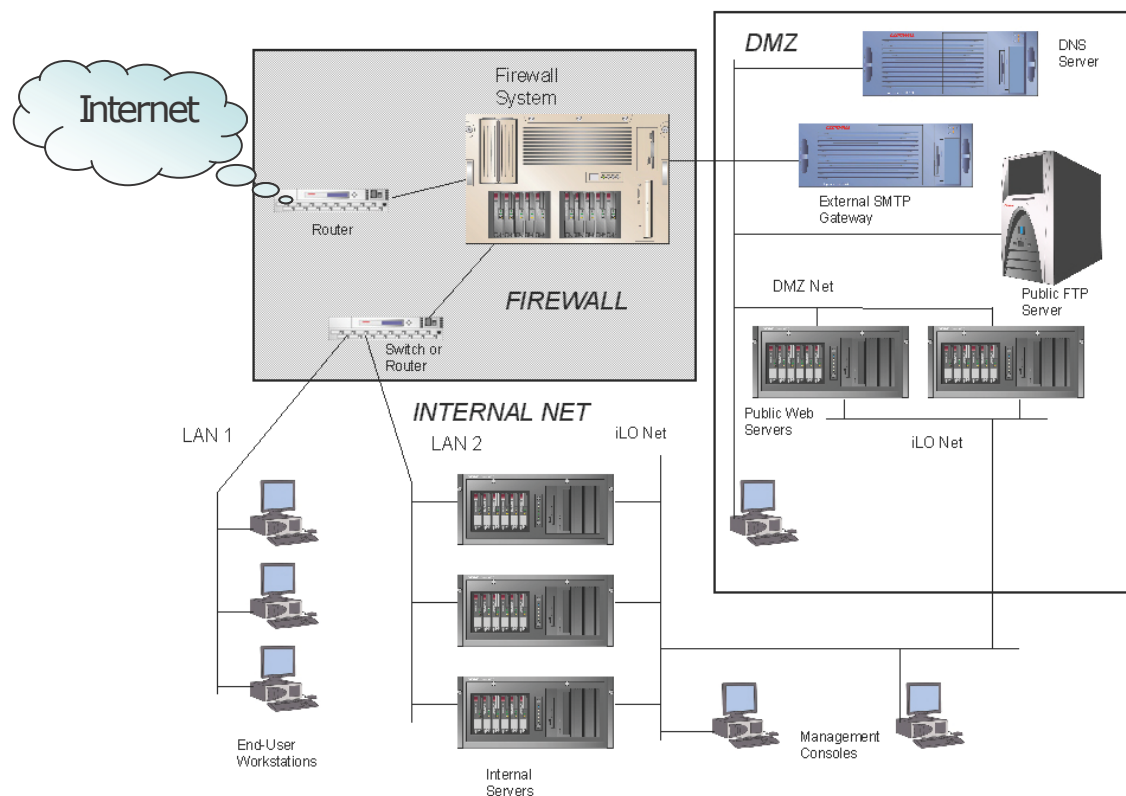 DMZ
DNS
Server
Firewall
System
Internet
External SMTP
Gateway
Router
DMZ Net
Public FTP
Server
FIREWALL
Switch or
Router
INTERNAL NET
Public Web
Servers
LAN 1
LAN 2
iLO Net
iLO Net
End-User
Workstations
Internal
Servers
Management
Consoles